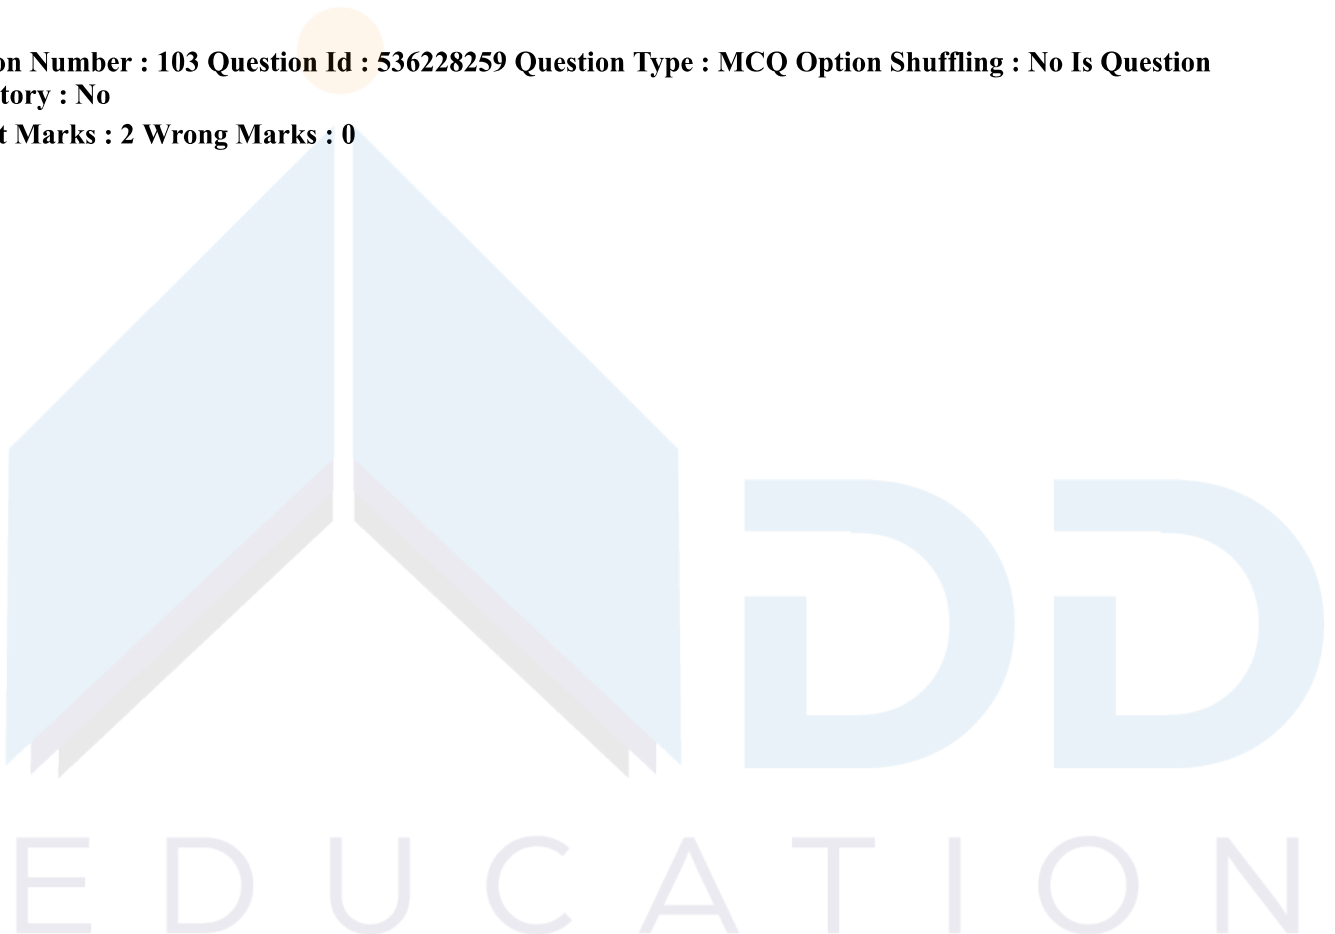 on Number : 103 Question Id : 536228259 Question Type : MCQ Option Shuffling : No Is Question
tory : No
t Marks : 2 Wrong Marks : 0
DD
EDUCATION